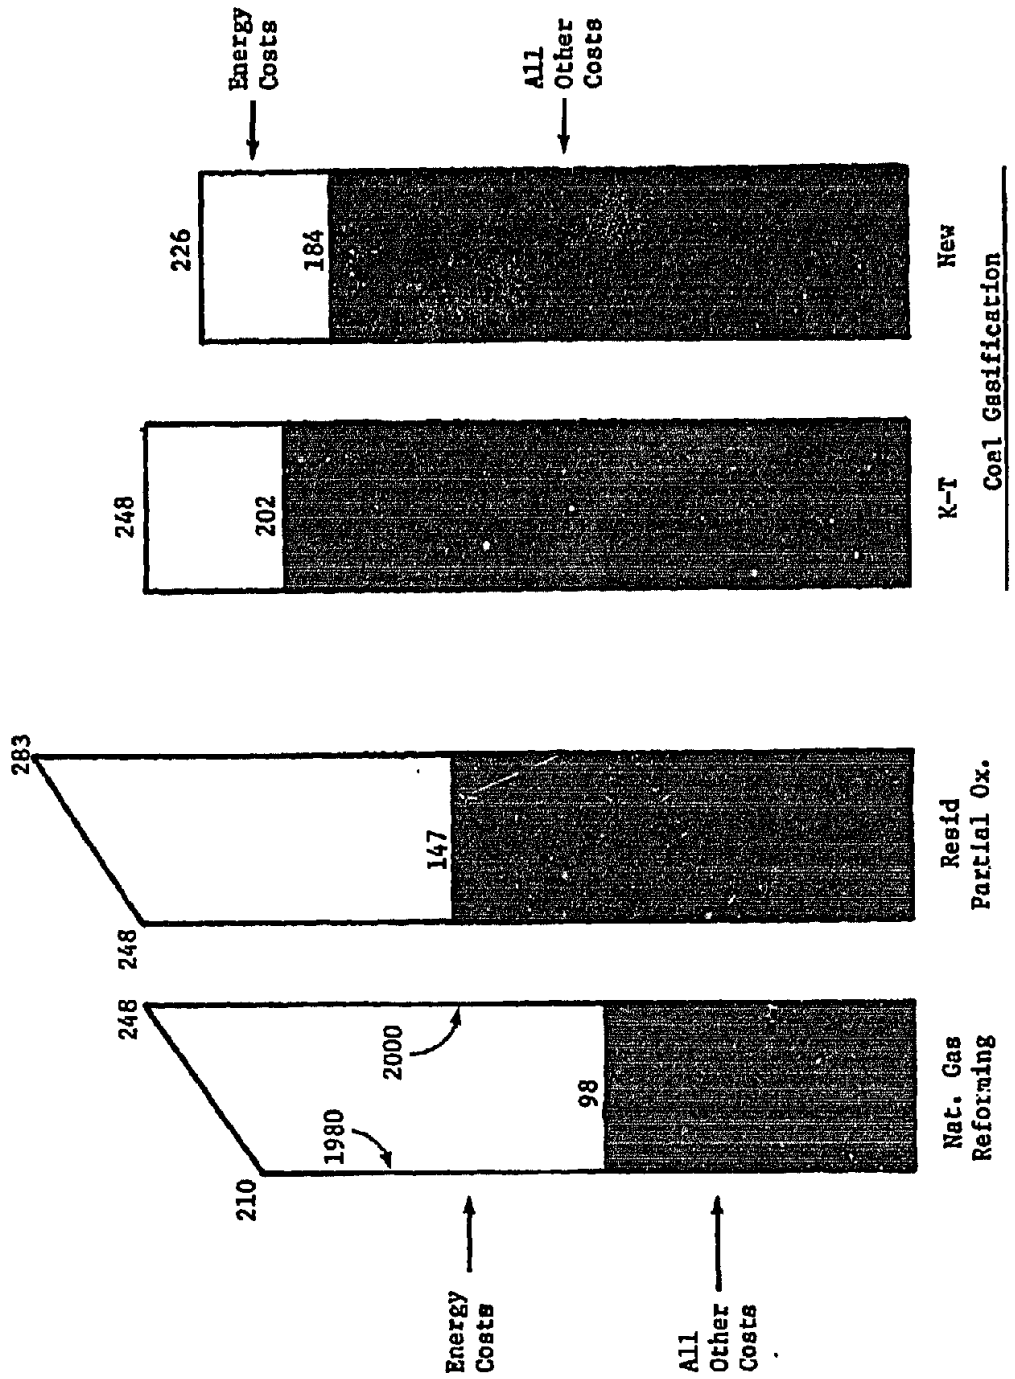 283
248
248
210
1980
2000
147
98
Energy
Costs
All
Other
Costs
Nat. Gas
Reforming
Resid
Partial Ox.
248
202
226
184
Energy
Costs
All
Other
Costs
K-T
New
Coal Gasification